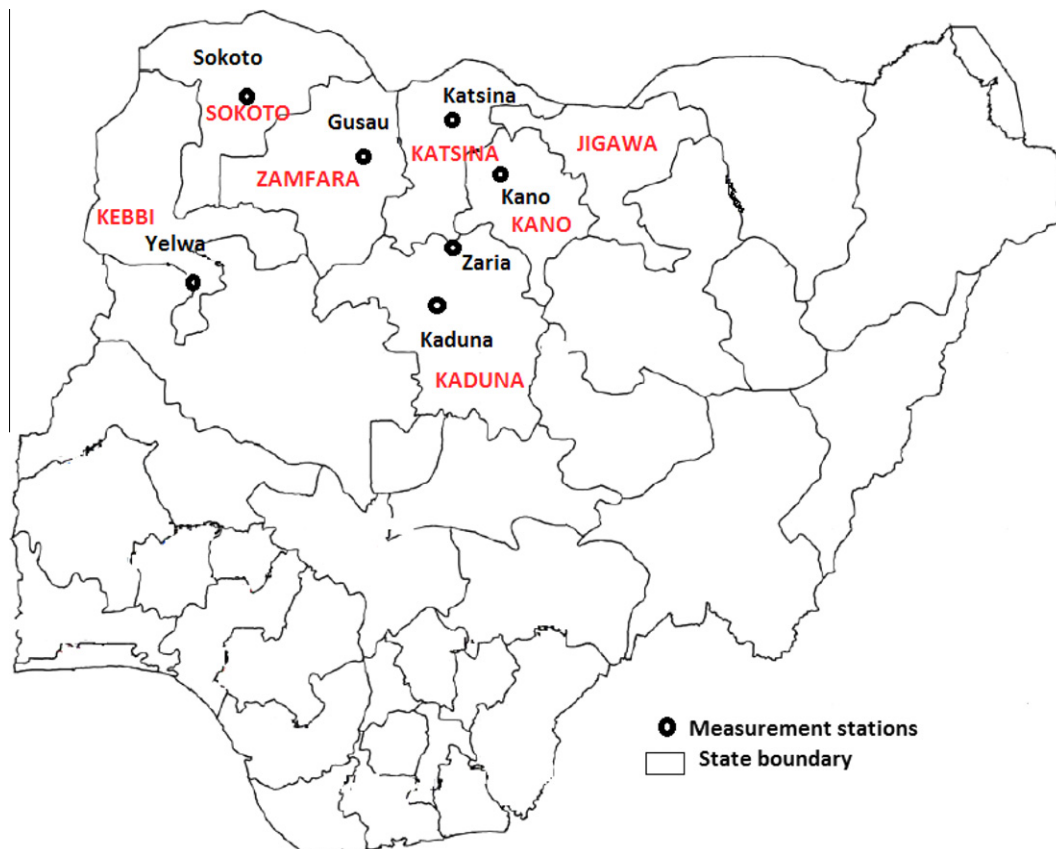 Sokoto
SOKOTO
Katsina
Gusau
KATSINA
JIGAWA
ZAMFARA
Kano
KANO
KEBBI
Yelwa
Zaria
Kaduna
KADUNA
Measurement stations
State boundary